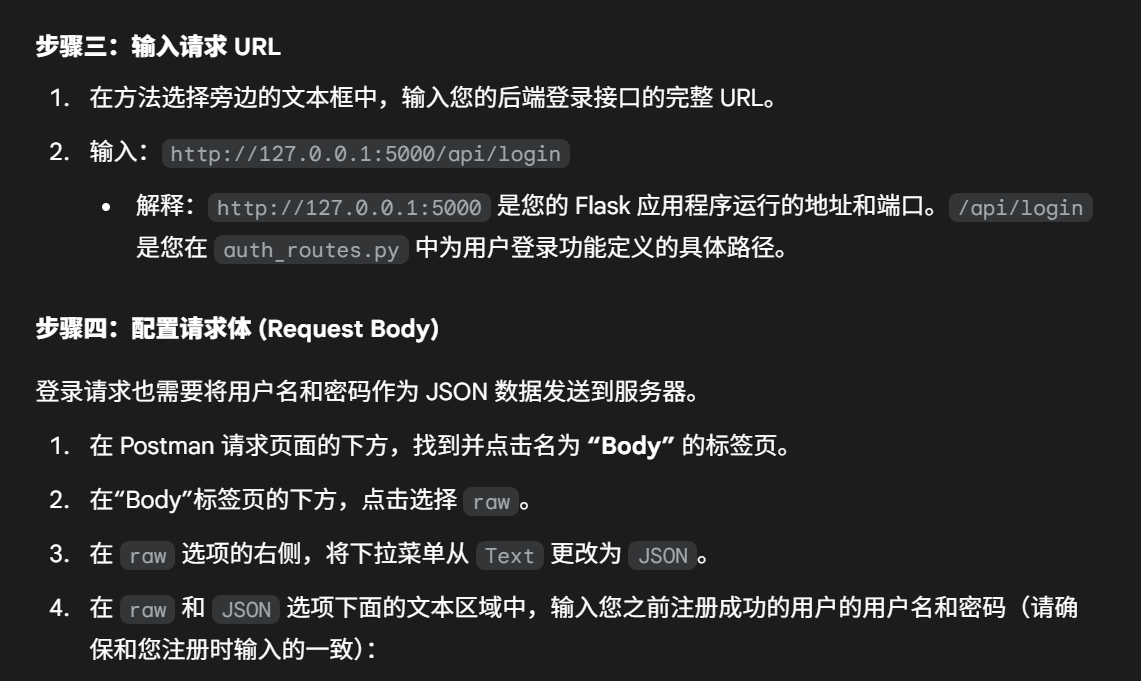 步骤三：输入请求 URL
1. 在方法选择旁边的文本框中，输入您的后端登录接口的完整 URL。
2. 输入：http://127.0.0.1:5000/api/login
• 解释：http://127.0.0.1:5000 是您的 Flask 应用程序运行的地址和端口。/api/login
是您在 auth_routes.py 中为用户登录功能定义的具体路径。
步骤四：配置请求体 (Request Body)
登录请求也需要将用户名和密码作为 JSON 数据发送到服务器。
1. 在 Postman 请求页面的下方，找到并点击名为 “Body” 的标签页。
2. 在“Body”标签页的下方，点击选择 raw。
3. 在 raw 选项的右侧，将下拉菜单从 Text 更改为 JSON。
4. 在 raw 和 JSON 选项下面的文本区域中，输入您之前注册成功的用户的用户名和密码（请确
保和您注册时输入的一致）：